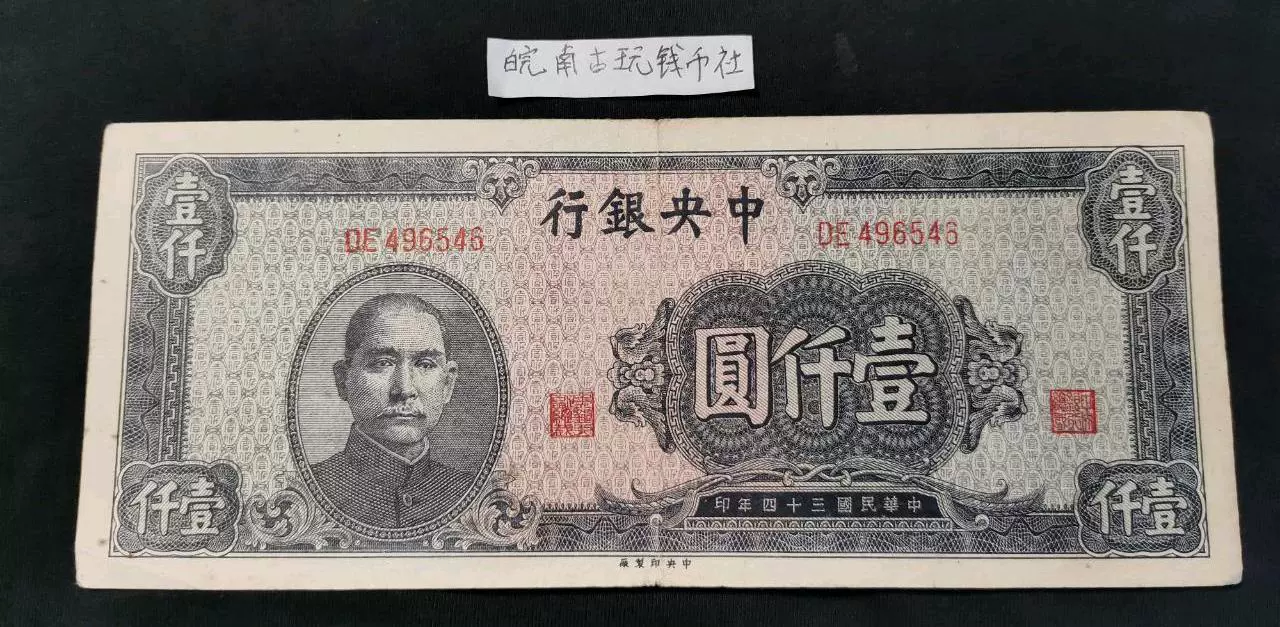 皖南古玩钱币社
壹仟
壹仟
中央銀行
DE 496546
DE 496546
壹仟圓
中華民國三十四年印
壹仟
壹仟
中央印製廠